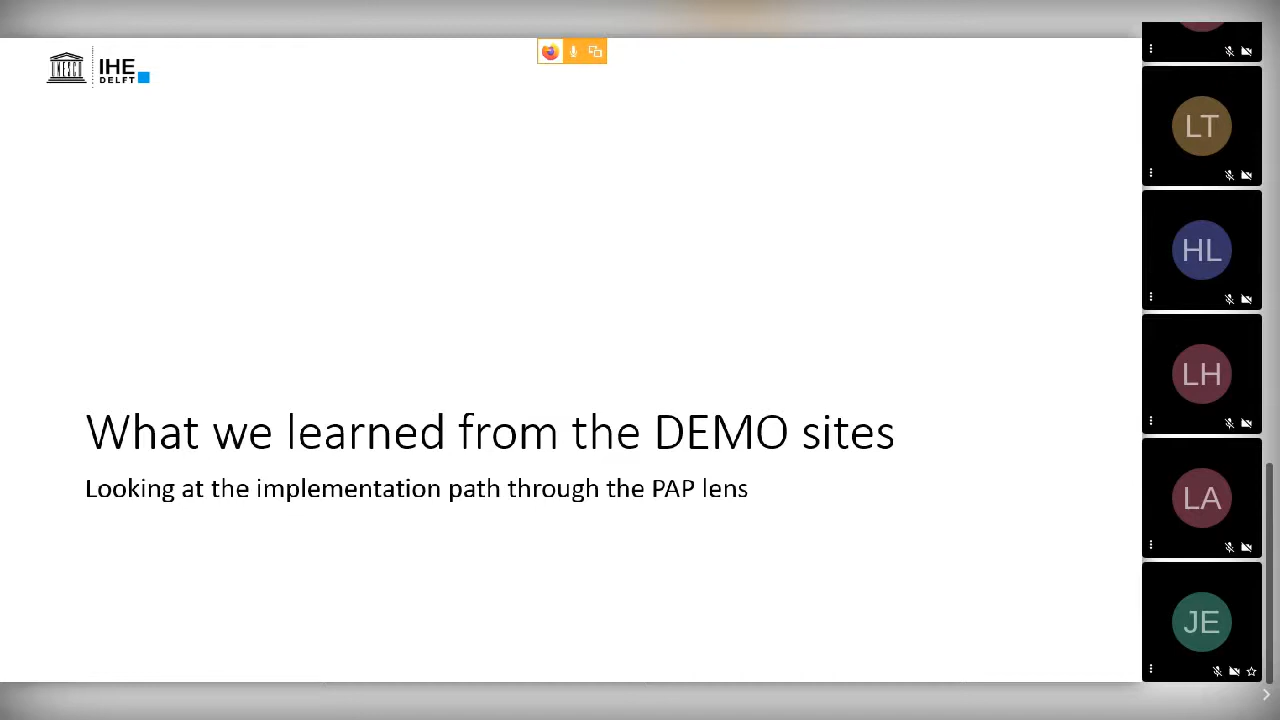 UNESCO
IHE
DELFT
What we learned from the DEMO sites
Looking at the implementation path through the PAP lens
LT
HL
LH
LA
JE